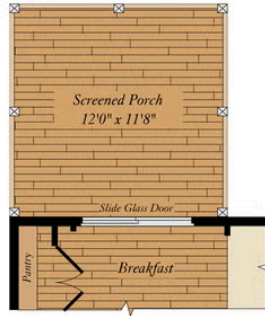 Screened Porch
12'0" x 11'8"
Slide Glass Door
Pantry
Breakfast